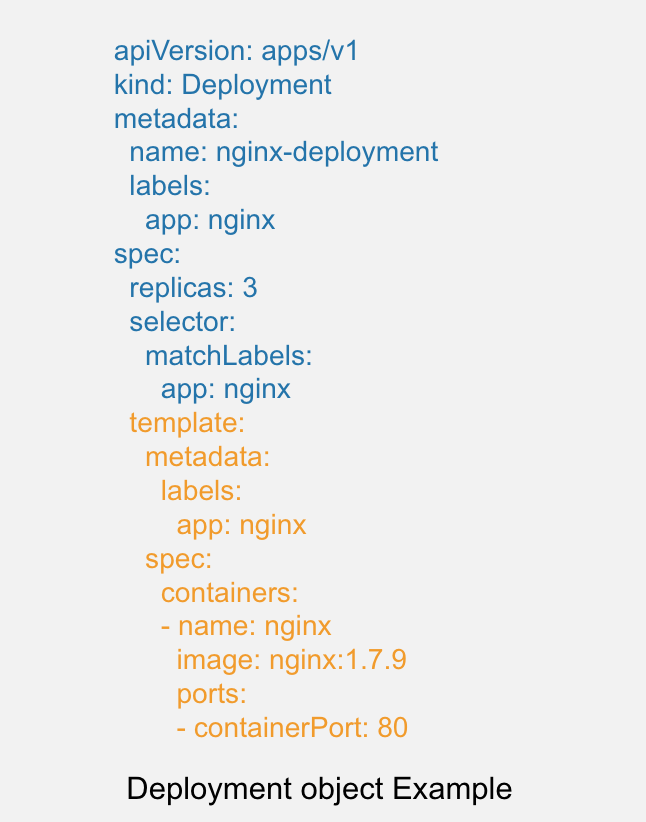 apiVersion: apps/v1
kind: Deployment
metadata:
  name: nginx-deployment
  labels:
    app: nginx
spec:
  replicas: 3
  selector:
    matchLabels:
      app: nginx
  template:
    metadata:
      labels:
        app: nginx
    spec:
      containers:
      - name: nginx
        image: nginx:1.7.9
        ports:
        - containerPort: 80
Deployment object Example